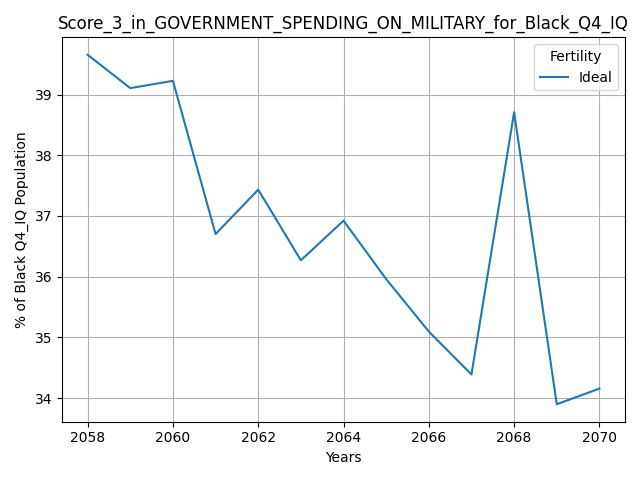 Score_3_in_GOVERNMENT_SPENDING_ON_MILITARY_for_Black_Q4_IQ
Fertility
Ideal
% of Black Q4_IQ Population
39
38
37
36
35
34
2058
2060
2062
2064
2066
2068
2070
Years